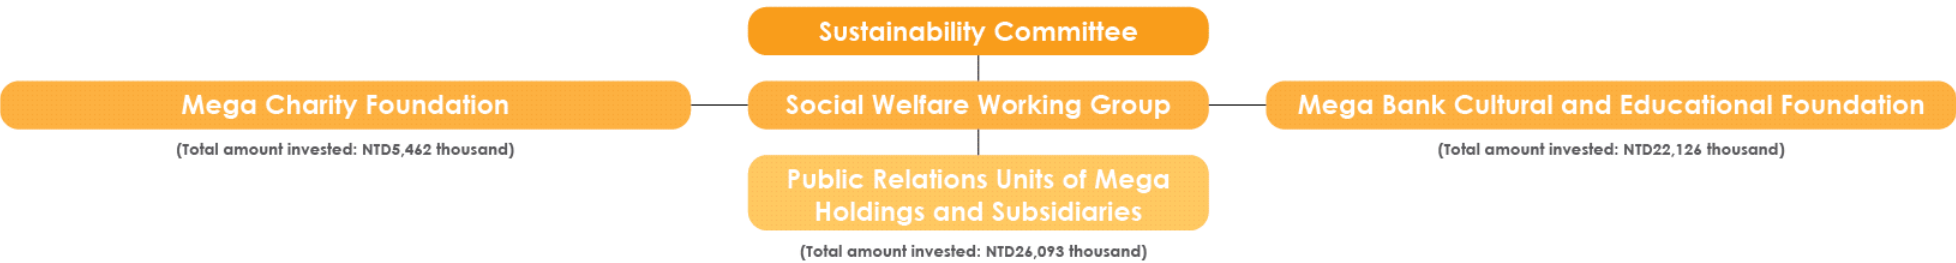 Sustainability Committee
Mega Charity Foundation
(Total amount invested: NTD5,462 thousand)
Social Welfare Working Group
Mega Bank Cultural and Educational Foundation
(Total amount invested: NTD22,126 thousand)
Public Relations Units of Mega
Holdings and Subsidiaries
(Total amount invested: NTD26,093 thousand)